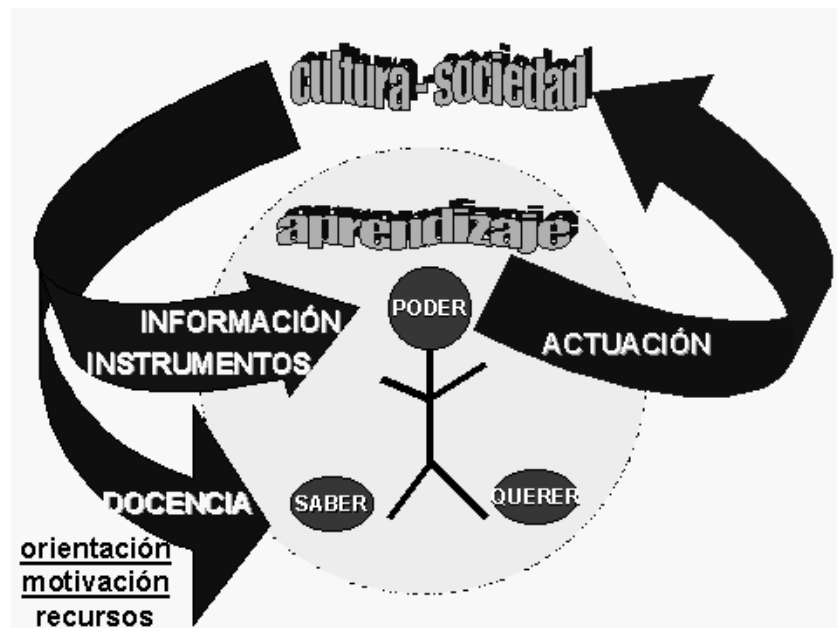 cultura - sociedad
aprendizaje
PODER
INFORMACIÓN
INSTRUMENTOS
ACTUACIÓN
DOCENCIA
SABER
QUERER
orientación
motivación
recursos